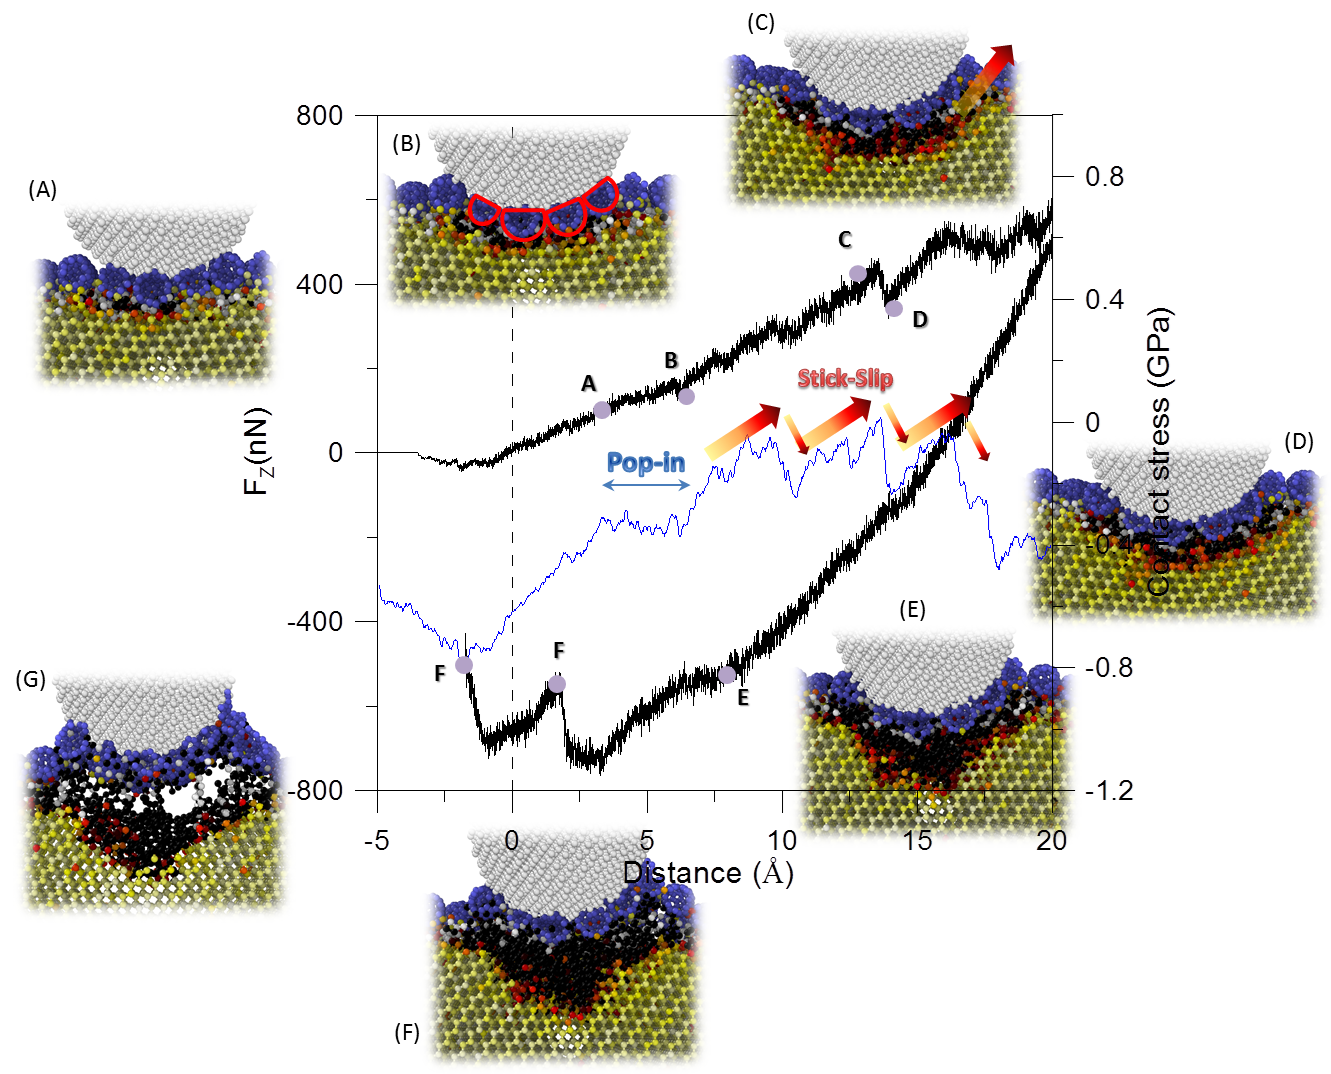 (C)
800
(B)
0.8
(A)
C
400
0.4
D
B
A
Stick-Slip
Contact stress (GPa)
0
0
F_Z(nN)
Pop-in
(D)
-0.4
-400
(E)
F
F
-0.8
(G)
E
-800
-1.2
-5
0
5
10
15
20
Distance (Å)
(F)